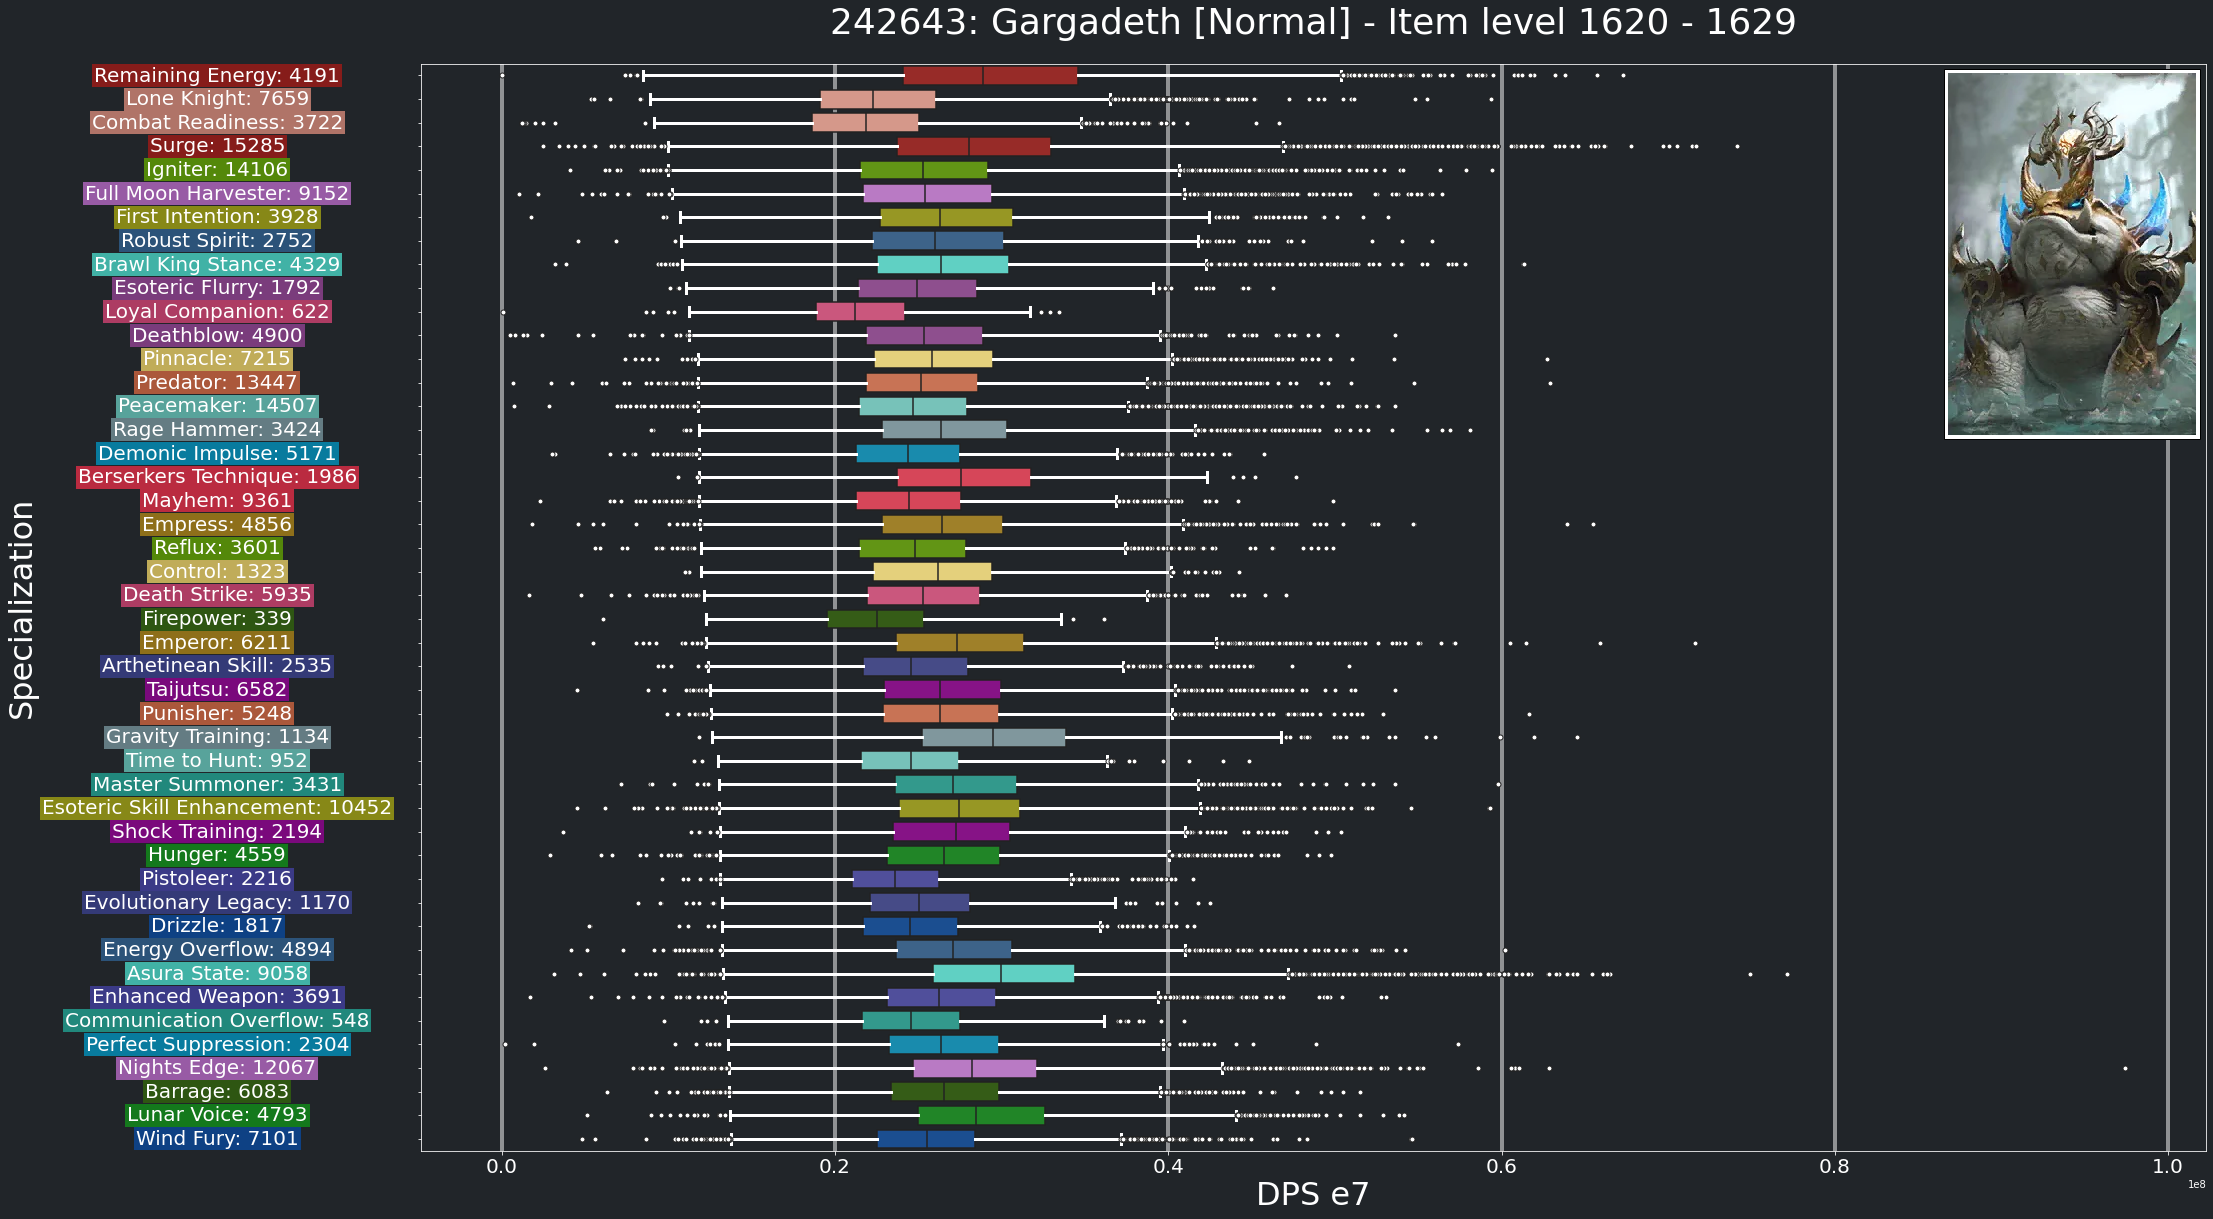 242643: Gargadeth [Normal] - Item level 1620 - 1629
Specialization
Remaining Energy: 4191
Lone Knight: 7659
Combat Readiness: 3722
Surge: 15285
Igniter: 14106
Full Moon Harvester: 9152
First Intention: 3928
Robust Spirit: 2752
Brawl King Stance: 4329
Esoteric Flurry: 1792
Loyal Companion: 622
Deathblow: 4900
Pinnacle: 7215
Predator: 13447
Peacemaker: 14507
Rage Hammer: 3424
Demonic Impulse: 5171
Berserkers Technique: 1986
Mayhem: 9361
Empress: 4856
Reflux: 3601
Control: 1323
Death Strike: 5935
Firepower: 339
Emperor: 6211
Arthetinean Skill: 2535
Taijutsu: 6582
Punisher: 5248
Gravity Training: 1134
Time to Hunt: 952
Master Summoner: 3431
Esoteric Skill Enhancement: 10452
Shock Training: 2194
Hunger: 4559
Pistoleer: 2216
Evolutionary Legacy: 1170
Drizzle: 1817
Energy Overflow: 4894
Asura State: 9058
Enhanced Weapon: 3691
Communication Overflow: 548
Perfect Suppression: 2304
Nights Edge: 12067
Barrage: 6083
Lunar Voice: 4793
Wind Fury: 7101
0.0 0.2 0.4 0.6 0.8 1.0
1e8
DPS e7